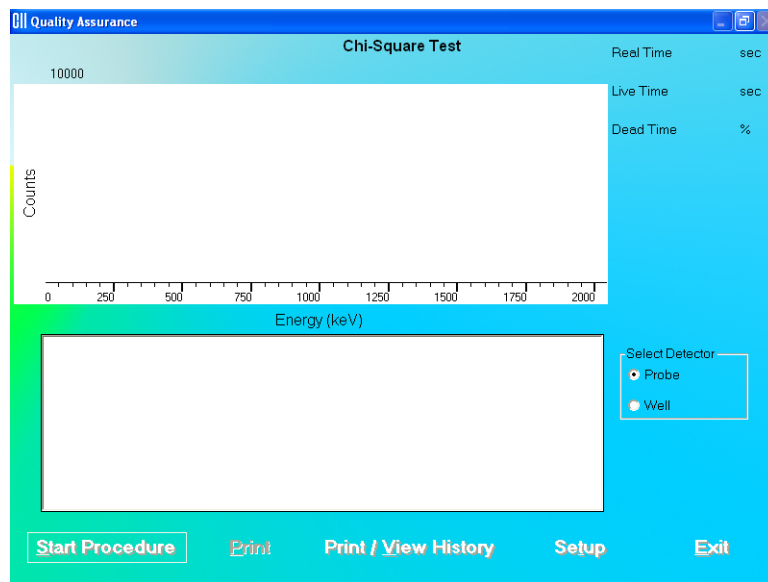 CII Quality Assurance
Chi-Square Test
Real Time sec
10000
Live Time sec
Dead Time %
Counts
0 250 500 750 1000 1250 1500 1750 2000
Energy (keV)
Select Detector
Probe
Well
Start Procedure Print Print / View History Setup Exit